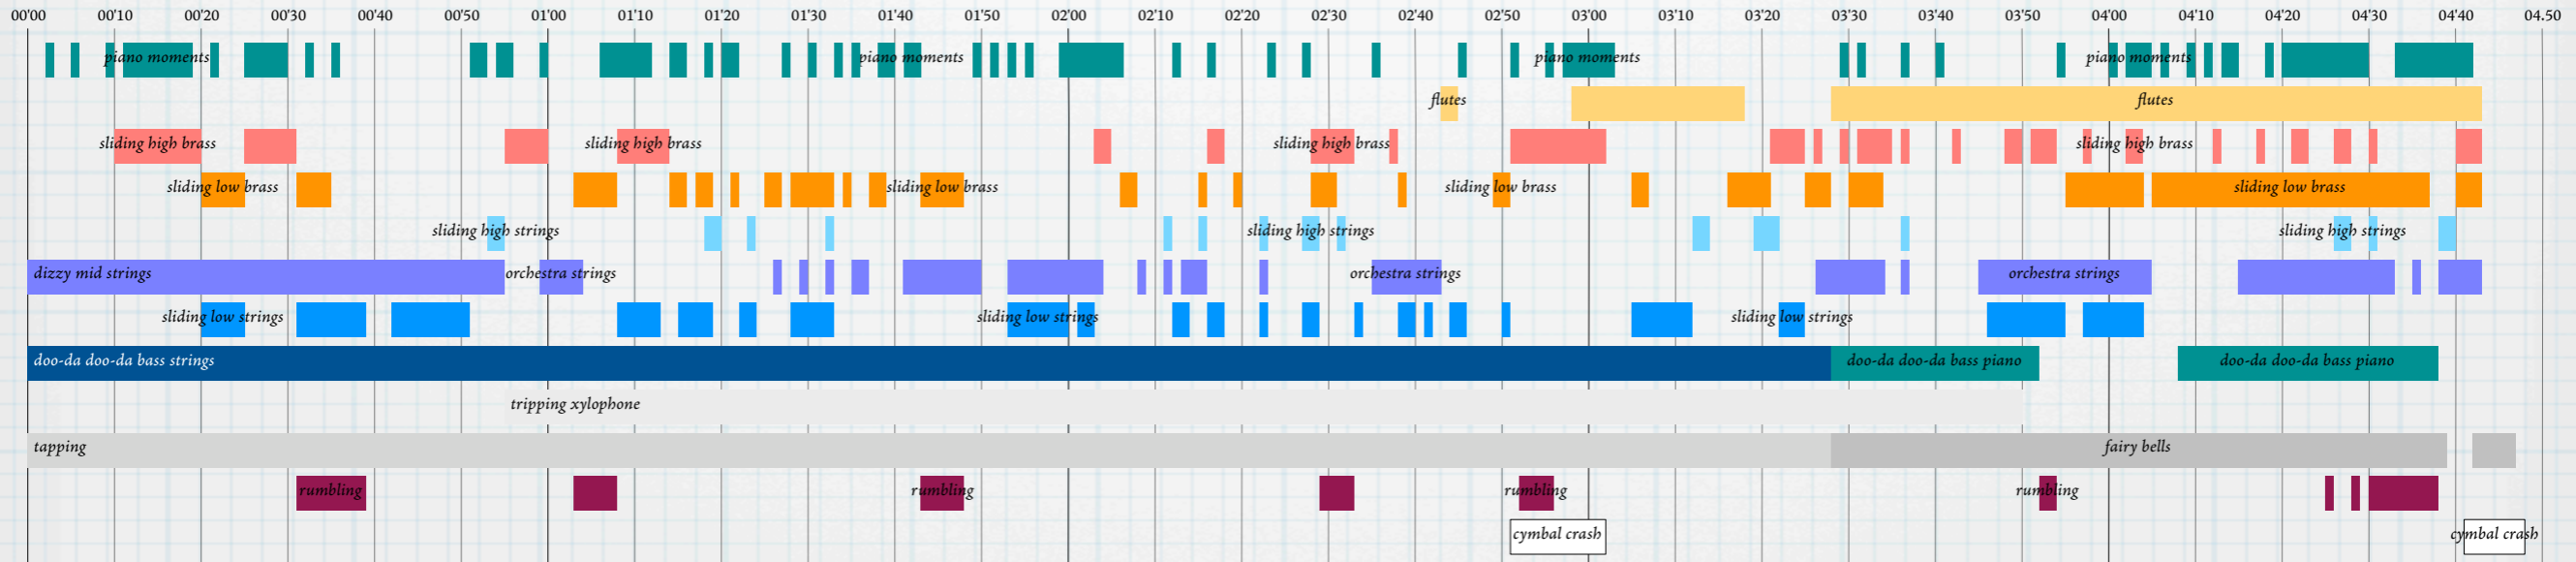 00'00 00'10 00'20 00'30 00'40 00'50 01'00 01'10 01'20 01'30 01'40 01'50 02'00 02'10 02'20 02'30 02'40 02'50 03'00 03'10 03'20 03'30 03'40 03'50 04'00 04'10 04'20 04'30 04'40 04.50
piano moments piano moments piano moments piano moments
flutes flutes
sliding high brass sliding high brass sliding high brass sliding high brass
sliding low brass sliding low brass sliding low brass sliding low brass
sliding high strings sliding high strings sliding high strings
dizzy mid strings orchestra strings orchestra strings orchestra strings
sliding low strings sliding low strings sliding low strings
doo-da doo-da bass strings doo-da doo-da bass piano doo-da doo-da bass piano
tripping xylophone
tapping fairy bells
rumbling rumbling rumbling rumbling
cymbal crash cymbal crash